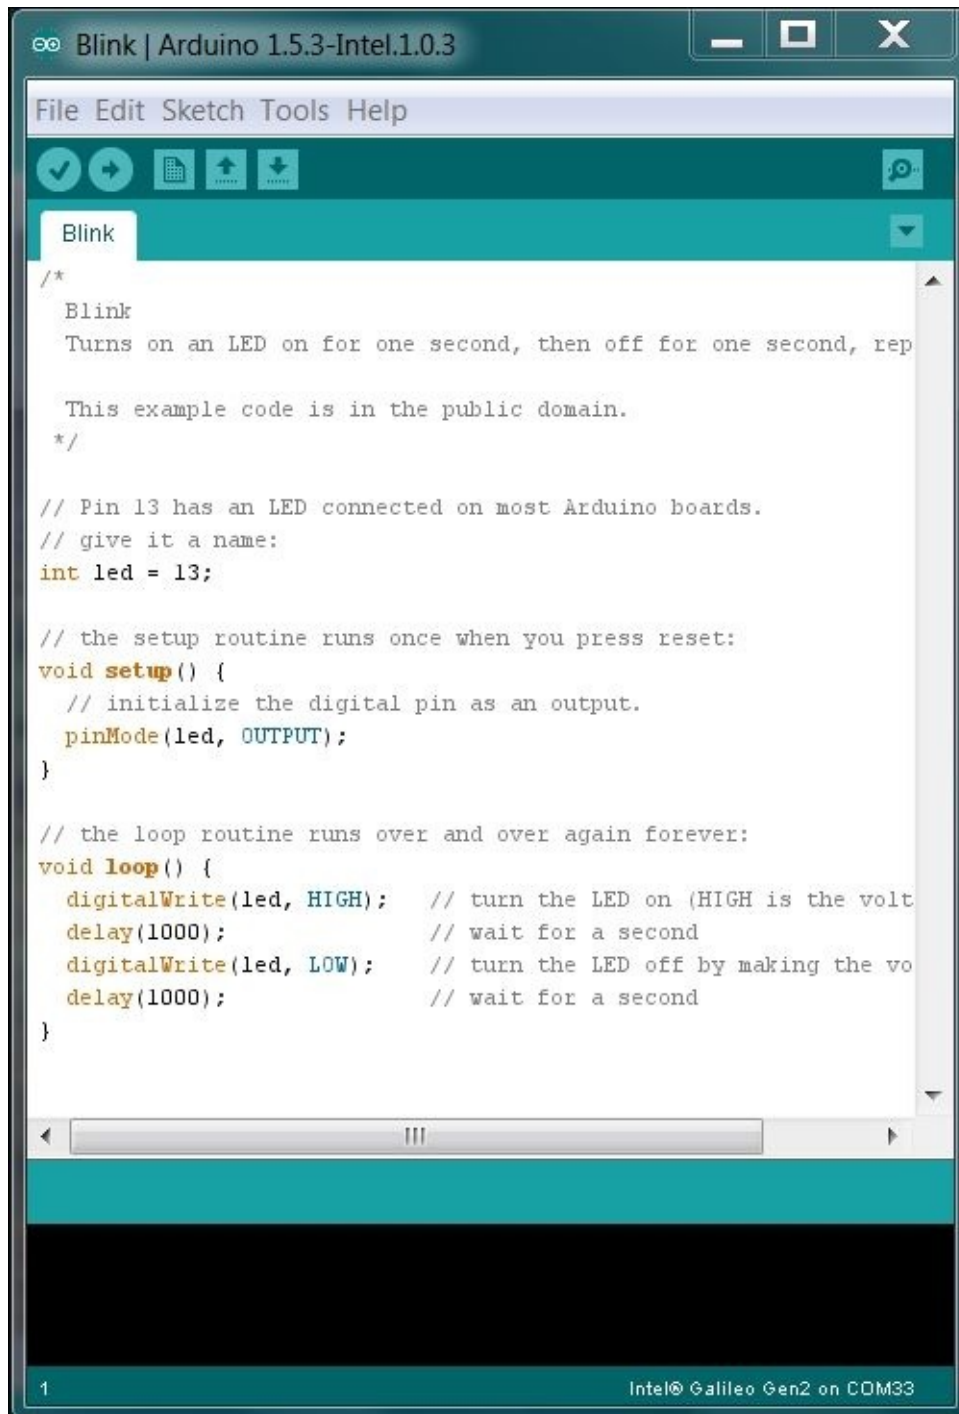 Blink | Arduino 1.5.3-Intel.1.0.3
File Edit Sketch Tools Help
Blink
/*
  Blink
  Turns on an LED on for one second, then off for one second, rep

  This example code is in the public domain.
 */

// Pin 13 has an LED connected on most Arduino boards.
// give it a name:
int led = 13;

// the setup routine runs once when you press reset:
void setup() {
  // initialize the digital pin as an output.
  pinMode(led, OUTPUT);
}

// the loop routine runs over and over again forever:
void loop() {
  digitalWrite(led, HIGH);   // turn the LED on (HIGH is the volt
  delay(1000);               // wait for a second
  digitalWrite(led, LOW);    // turn the LED off by making the vo
  delay(1000);               // wait for a second
}
1 Intel® Galileo Gen2 on COM33